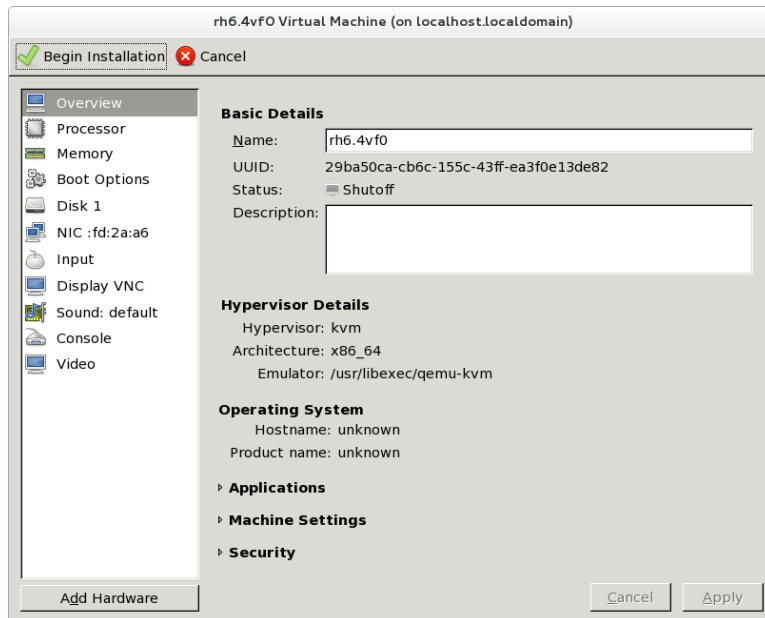 rh6.4vf0 Virtual Machine (on localhost.localdomain)
Begin Installation Cancel
Overview
Processor
Memory
Boot Options
Disk 1
NIC :fd:2a:a6
Input
Display VNC
Sound: default
Console
Video
Add Hardware
Basic Details
Name: rh6.4vf0
UUID: 29ba50ca-cb6c-155c-43ff-ea3f0e13de82
Status: Shutoff
Description:
Hypervisor Details
Hypervisor: kvm
Architecture: x86_64
Emulator: /usr/libexec/qemu-kvm
Operating System
Hostname: unknown
Product name: unknown
Applications
Machine Settings
Security
Cancel Apply